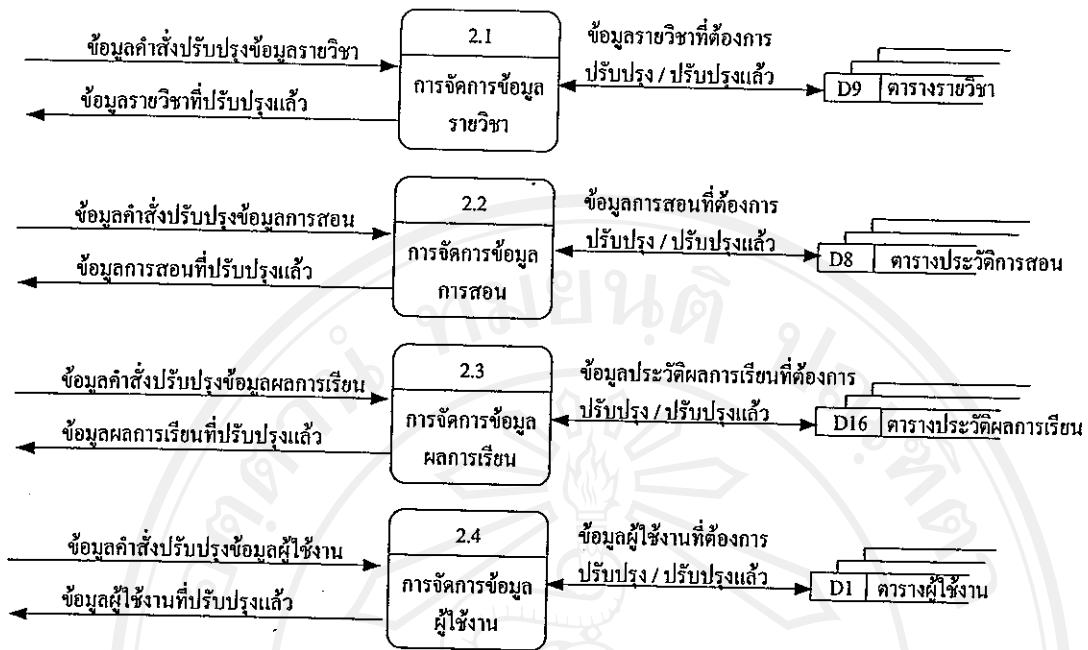 2.1
ข้อมูลคำสั่งปรับปรุงข้อมูลรายวิชา
ข้อมูลรายวิชาที่ต้องการ
การจัดการข้อมูล
ปรับปรุง / ปรับปรุงแล้ว
D9 ตารางรายวิชา
ข้อมูลรายวิชาที่ปรับปรุงแล้ว
รายวิชา
2.2
ข้อมูลคำสั่งปรับปรุงข้อมูลการสอน
ข้อมูลการสอนที่ต้องการ
การจัดการข้อมูล
ปรับปรุง / ปรับปรุงแล้ว
D8 ตารางประวัติการสอน
ข้อมูลการสอนที่ปรับปรุงแล้ว
การสอน
2.3
ข้อมูลคำสั่งปรับปรุงข้อมูลผลการเรียน
ข้อมูลประวัติผลการเรียนที่ต้องการ
การจัดการข้อมูล
ปรับปรุง / ปรับปรุงแล้ว
D16 ตารางประวัติผลการเรียน
ข้อมูลผลการเรียนที่ปรับปรุงแล้ว
ผลการเรียน
2.4
ข้อมูลคำสั่งปรับปรุงข้อมูลผู้ใช้งาน
ข้อมูลผู้ใช้งานที่ต้องการ
การจัดการข้อมูล
ปรับปรุง / ปรับปรุงแล้ว
D1 ตารางผู้ใช้งาน
ข้อมูลผู้ใช้งานที่ปรับปรุงแล้ว
ผู้ใช้งาน